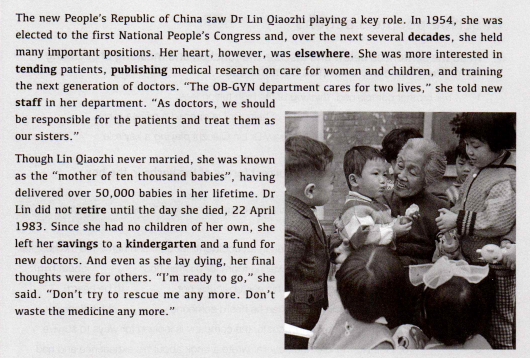 The new People's Republic of China saw Dr Lin Qiaozhi playing a key role. In 1954, she was
elected to the first National People's Congress and, over the next several decades, she held
many important positions. Her heart, however, was elsewhere. She was more interested in
tending patients, publishing medical research on care for women and children, and training
the next generation of doctors. "The OB-GYN department cares for two lives," she told new
staff in her department. "As doctors, we should
be responsible for the patients and treat them as
our sisters."
Though Lin Qiaozhi never married, she was known
as the "mother of ten thousand babies", having
delivered over 50,000 babies in her lifetime. Dr
Lin did not retire until the day she died, 22 April
1983. Since she had no children of her own, she
left her savings to a kindergarten and a fund for
new doctors. And even as she lay dying, her final
thoughts were for others. "I'm ready to go," she
said. "Don't try to rescue me any more. Don't
waste the medicine any more."